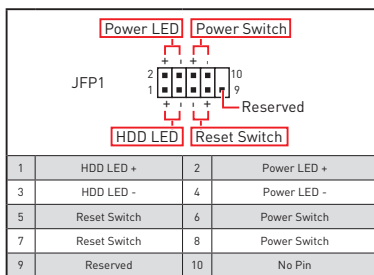 Power LED Power Switch
+ - + -
JFP1
2 10
1 9
Reserved
+ - - +
HDD LED Reset Switch
1 HDD LED + 2 Power LED +
3 HDD LED - 4 Power LED -
5 Reset Switch 6 Power Switch
7 Reset Switch 8 Power Switch
9 Reserved 10 No Pin